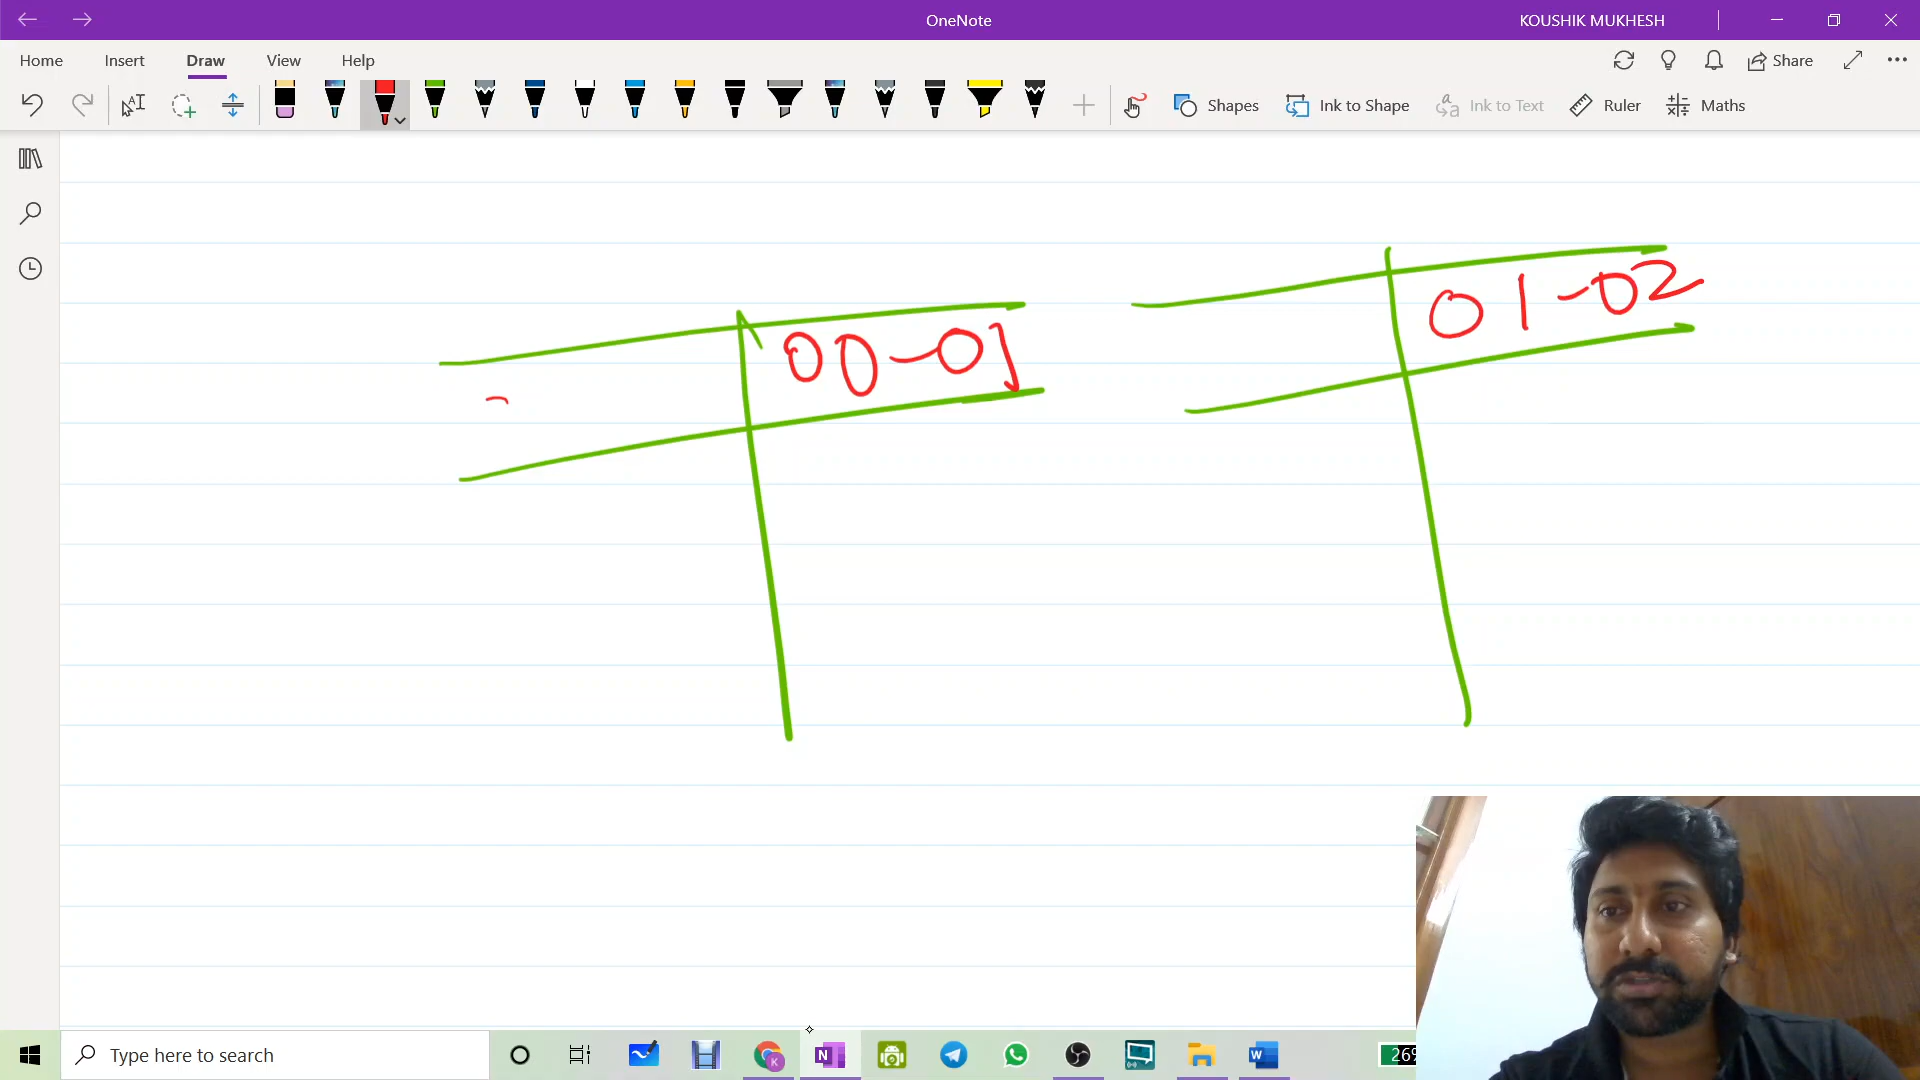 OneNote
KOUSHIK MUKHESH
Home Insert Draw View Help
Share
Shapes Ink to Shape Ink to Text Ruler Maths
01-02
00-01
Type here to search
26%